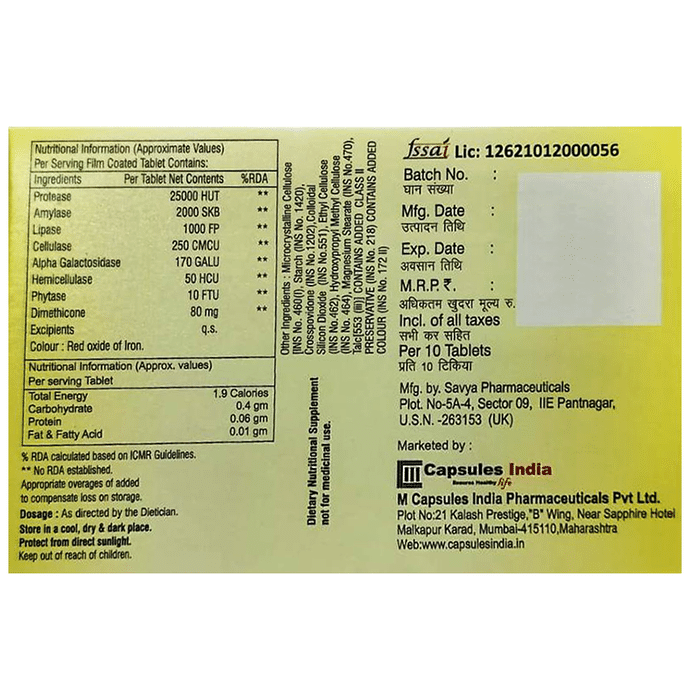 Nutritional Information (Approximate Values)
Per Serving Film Coated Tablet Contains:
Ingredients Per Tablet Net Contents %RDA
Protease 25000 HUT **
Amylase 2000 SKB **
Lipase 1000 FP **
Cellulase 250 CMCU **
Alpha Galactosidase 170 GALU **
Hemicellulase 50 HCU **
Phytase 10 FTU **
Dimethicone 80 mg **
Excipients q.s.
Colour : Red oxide of Iron.
Nutritional Information (Approx. values)
Per serving Tablet
Total Energy 1.9 Calories
Carbohydrate 0.4 gm
Protein 0.06 gm
Fat & Fatty Acid 0.01 gm
% RDA calculated based on ICMR Guidelines.
** No RDA established.
Appropriate overages of added
to compensate loss on storage.
Dosage : As directed by the Dietician.
Store in a cool, dry & dark place.
Protect from direct sunlight.
Keep out of reach of children.
Other Ingredients : Microcrystalline Cellulose
(INS No. 460(i), Starch (INS No. 1420),
Crosspovidone (INS No.1202),Colloidal
Silicon Dioxide (INS No.551), Ethyl Cellulose
(INS No.462), Hydroxypropyl Methyl Cellulose
(INS No. 464), Magnesium Stearate (INS No.470),
Talc[553 (iii)] CONTAINS ADDED CLASS II
PRESERVATIVE (INS No. 218) CONTAINS ADDED
COLOUR (INS No. 172 II)
Dietary Nutritional Supplement
not for medicinal use.
fssai Lic: 12621012000056
Batch No. :
घान संख्या
Mfg. Date :
उत्पादन तिथि
Exp. Date :
अवसान तिथि
M.R.P. ₹. :
अधिकतम खुदरा मूल्य रु.
Incl. of all taxes
सभी कर सहित
Per 10 Tablets
प्रति 10 टिकिया
Mfg. by. Savya Pharmaceuticals
Plot. No-5A-4, Sector 09, IIE Pantnagar,
U.S.N. -263153 (UK)
Marketed by :
Capsules India
Ensures Healthy life
M Capsules India Pharmaceuticals Pvt Ltd.
Plot No:21 Kalash Prestige,"B" Wing, Near Sapphire Hotel
Malkapur Karad, Mumbai-415110,Maharashtra
Web:www.capsulesindia.in